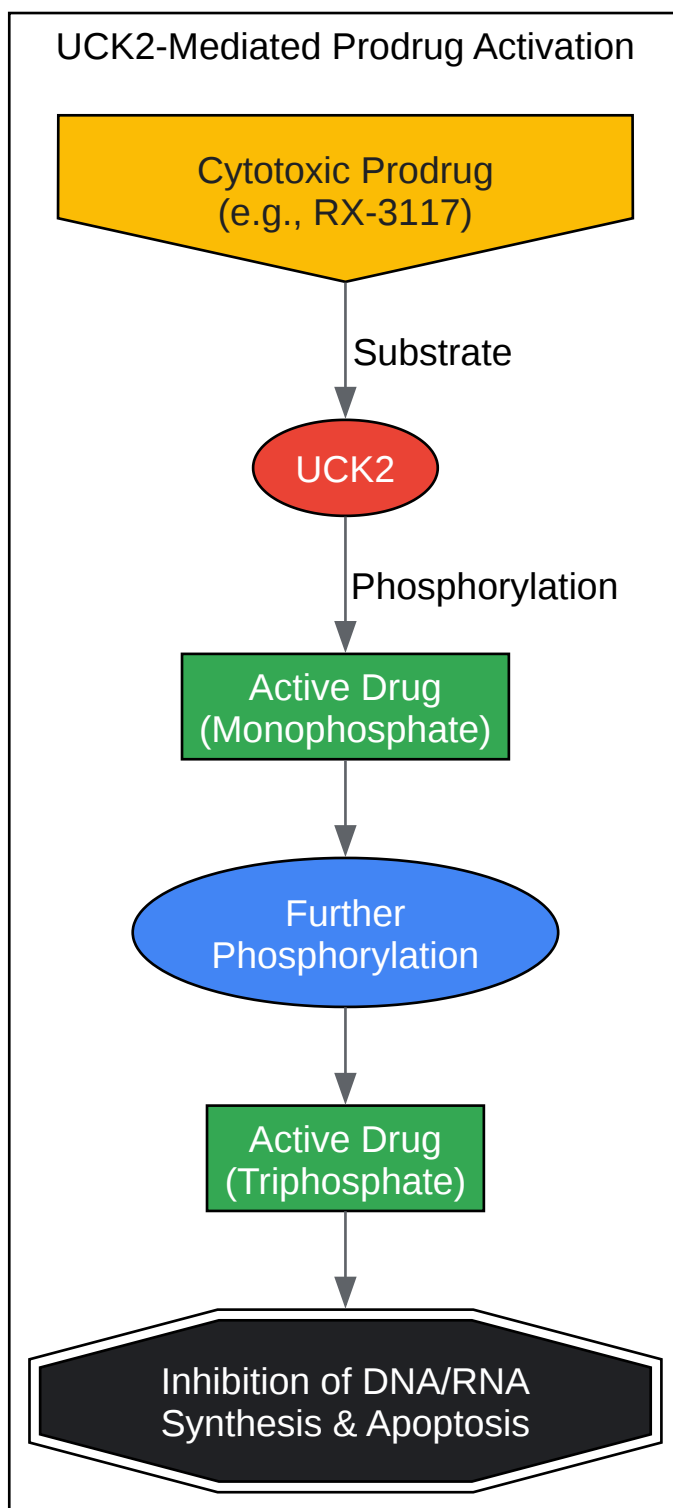 UCK2-Mediated Prodrug Activation
Cytotoxic Prodrug
(e.g., RX-3117)
Substrate
UCK2
Phosphorylation
Active Drug
(Monophosphate)
Further
Phosphorylation
Active Drug
(Triphosphate)
Inhibition of DNA/RNA
Synthesis & Apoptosis